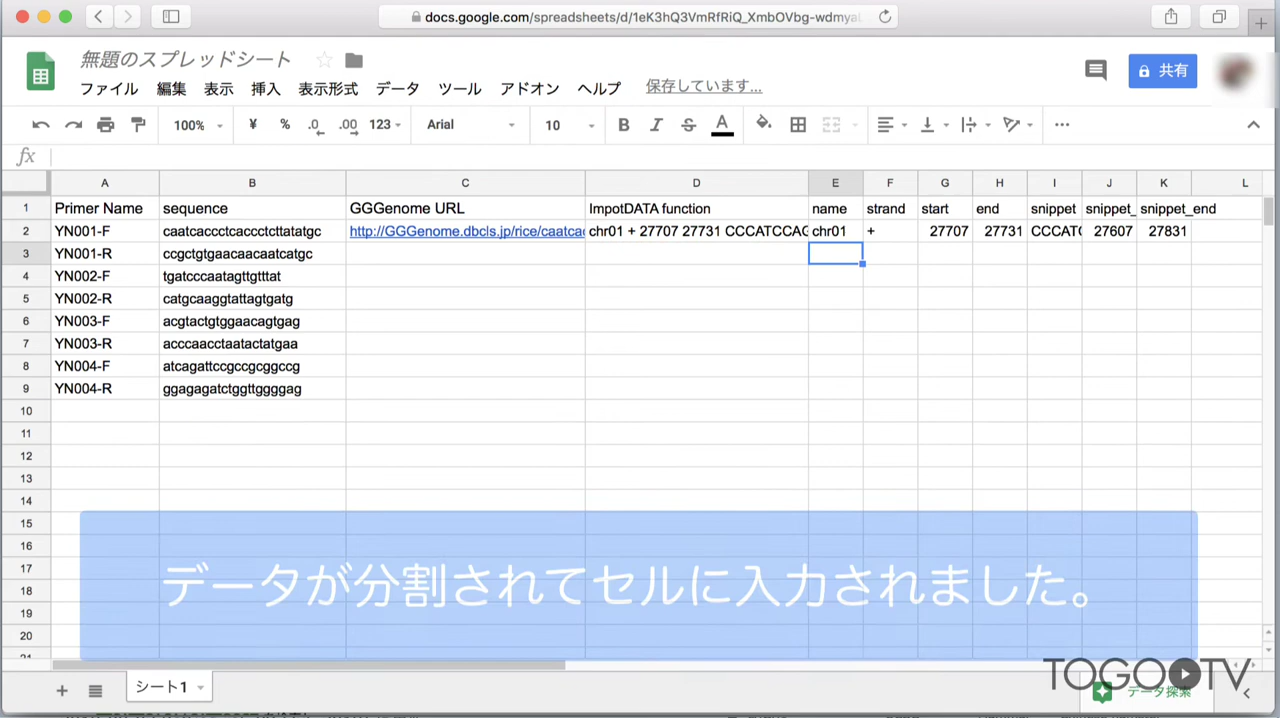 docs.google.com/spreadsheets/d/1eK3hQ3VmRfRiQ_XmbOVbg-wdmyal
無題のスプレッドシート
ファイル 編集 表示 挿入 表示形式 データ ツール アドオン ヘルプ 保存しています...
共有
100% ¥ % .0 .00 123 Arial 10 B I S A ...
fx
A B C D E F G H I J K L
1 Primer Name sequence GGGenome URL ImpotDATA function name strand start end snippet snippet_ snippet_end
2 YN001-F caatcaccctcaccctcttatatgc http://GGGenome.dbcls.jp/rice/caatcac chr01 + 27707 27731 CCCATCCAG chr01 + 27707 27731 CCCATC 27607 27831
3 YN001-R ccgctgtgaacaacaatcatgc
4 YN002-F tgatcccaatagttgtttat
5 YN002-R catgcaaggtattagtgatg
6 YN003-F acgtactgtggaacagtgag
7 YN003-R acccaacctaatactatgaa
8 YN004-F atcagattccgccgcggccg
9 YN004-R ggagagatctggttggggag
10
11
12
13
14
15
16
17
18
19
20
データが分割されてセルに入力されました。
シート1
TOGOTV
データ探索